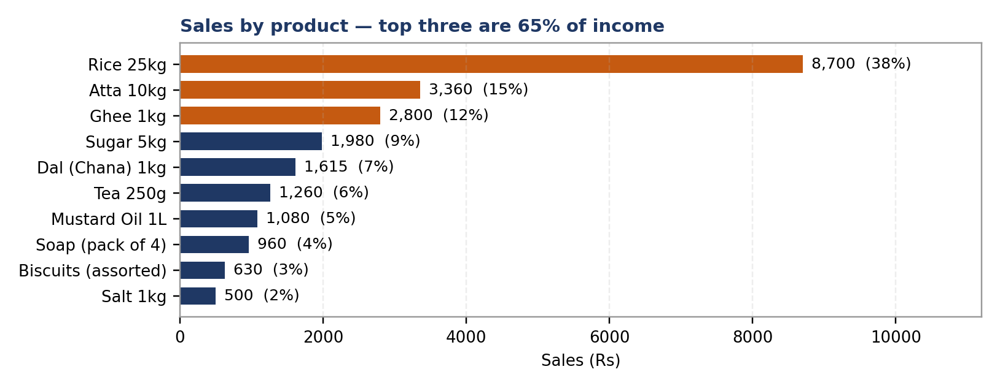 Sales by product — top three are 65% of income
Rice 25kg 8,700 (38%)
Atta 10kg 3,360 (15%)
Ghee 1kg 2,800 (12%)
Sugar 5kg 1,980 (9%)
Dal (Chana) 1kg 1,615 (7%)
Tea 250g 1,260 (6%)
Mustard Oil 1L 1,080 (5%)
Soap (pack of 4) 960 (4%)
Biscuits (assorted) 630 (3%)
Salt 1kg 500 (2%)
0 2000 4000 6000 8000 10000
Sales (Rs)